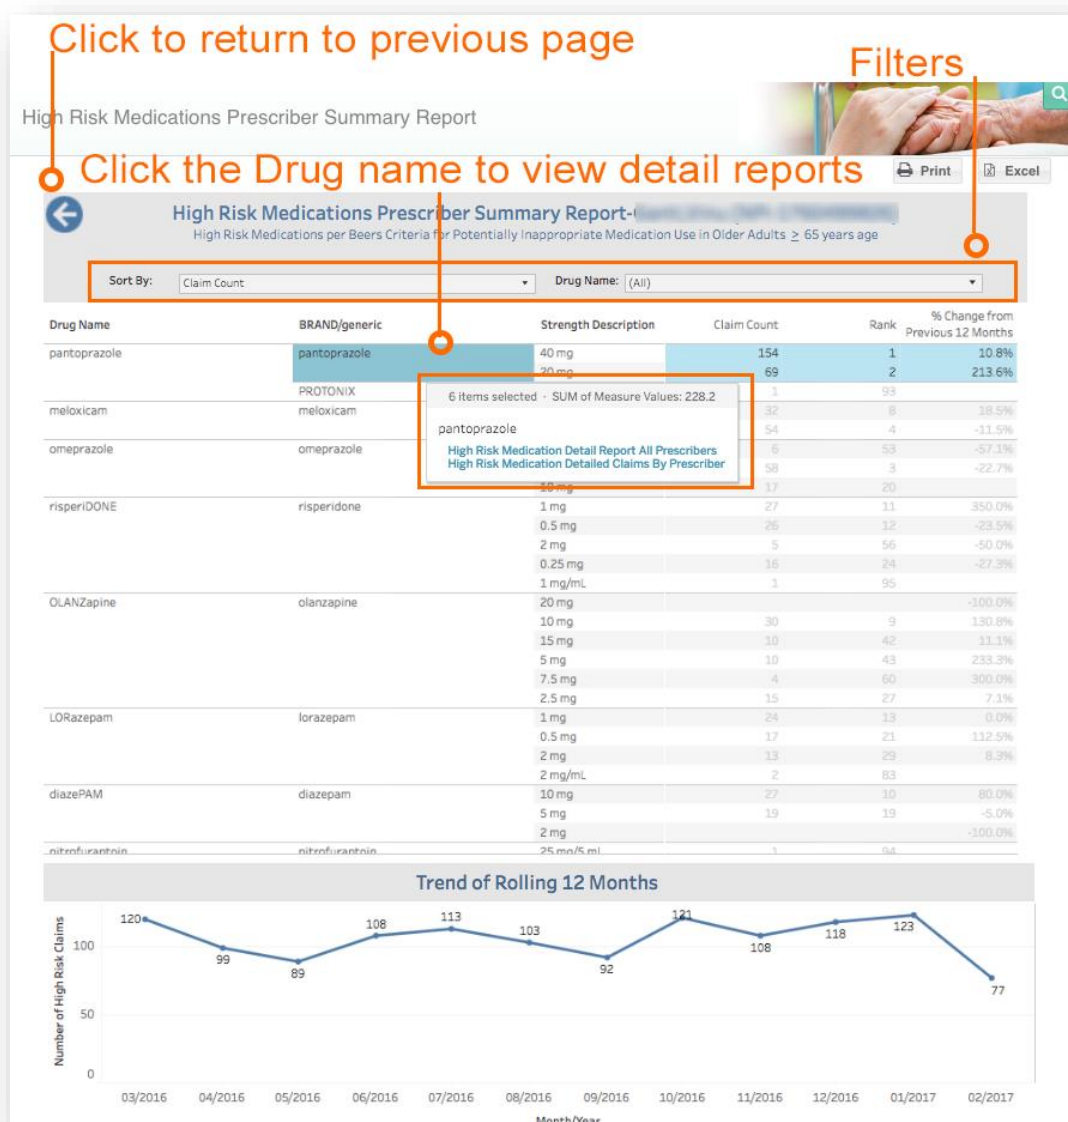 Click to return to previous page
Filters
High Risk Medications Prescriber Summary Report
Click the Drug name to view detail reports
Print Excel
High Risk Medications Prescriber Summary Report-
High Risk Medications per Beers Criteria for Potentially Inappropriate Medication Use in Older Adults ≥ 65 years age
Sort By: Claim Count Drug Name: (All)
Drug Name BRAND/generic Strength Description Claim Count Rank % Change from Previous 12 Months
pantoprazole pantoprazole 40 mg 154 1 10.8%
20 mg 69 2 213.6%
PROTONIX 1 93
6 items selected · SUM of Measure Values: 228.2
pantoprazole
High Risk Medication Detail Report All Prescribers
High Risk Medication Detailed Claims By Prescriber
meloxicam meloxicam 32 8 18.5%
54 4 -11.5%
omeprazole omeprazole 6 53 -57.1%
58 3 -22.7%
10 mg 17 20
risperiDONE risperidone 1 mg 27 11 350.0%
0.5 mg 26 12 -23.5%
2 mg 5 56 -50.0%
0.25 mg 16 24 -27.3%
1 mg/mL 1 95
OLANZapine olanzapine 20 mg -100.0%
10 mg 30 9 130.8%
15 mg 10 42 11.1%
5 mg 10 43 233.3%
7.5 mg 4 60 300.0%
2.5 mg 15 27 7.1%
LORazepam lorazepam 1 mg 24 13 0.0%
0.5 mg 17 21 112.5%
2 mg 13 29 8.3%
2 mg/mL 2 83
diazePAM diazepam 10 mg 27 10 80.0%
5 mg 19 19 -5.0%
2 mg -100.0%
nitrofurantoin nitrofurantoin 25 mg/5 mL 1 94
Trend of Rolling 12 Months
Number of High Risk Claims
100
50
0
120 99 89 108 113 103 92 121 108 118 123 77
03/2016 04/2016 05/2016 06/2016 07/2016 08/2016 09/2016 10/2016 11/2016 12/2016 01/2017 02/2017
Month/Year